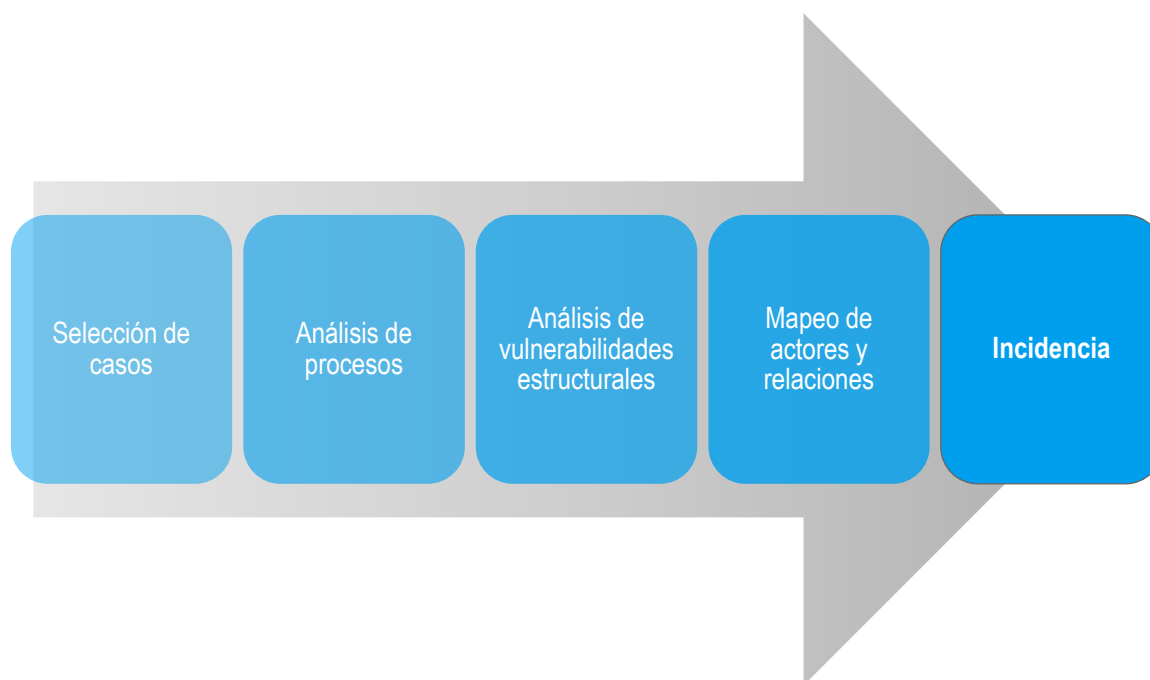 Selección de
casos
Análisis de
procesos
Análisis de
vulnerabilidades
estructurales
Mapeo de
actores y
relaciones
Incidencia